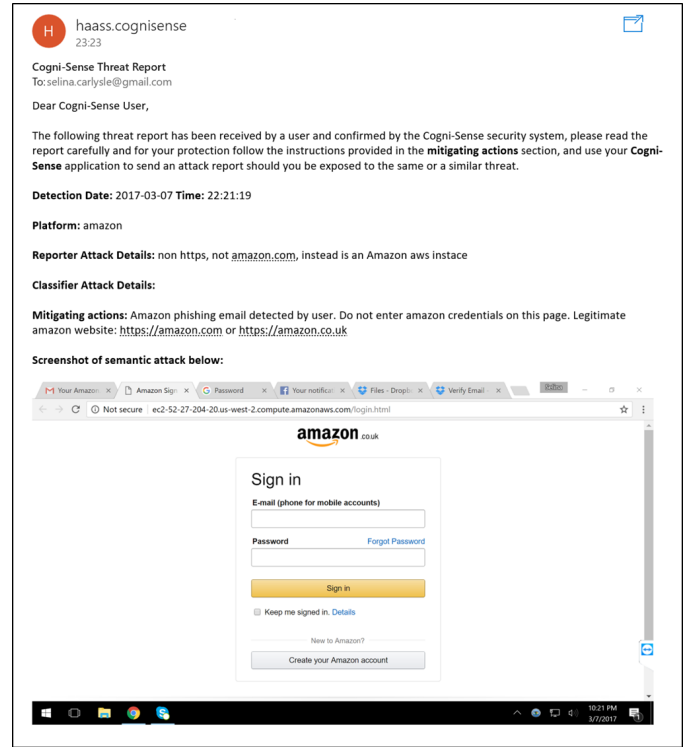 H
haass.cognisense
23:23
Cogni-Sense Threat Report
To: selina.carlysle@gmail.com
Dear Cogni-Sense User,
The following threat report has been received by a user and confirmed by the Cogni-Sense security system, please read the
report carefully and for your protection follow the instructions provided in the mitigating actions section, and use your Cogni-
Sense application to send an attack report should you be exposed to the same or a similar threat.
Detection Date: 2017-03-07 Time: 22:21:19
Platform: amazon
Reporter Attack Details: non https, not amazon.com, instead is an Amazon aws instace
Classifier Attack Details:
Mitigating actions: Amazon phishing email detected by user. Do not enter amazon credentials on this page. Legitimate
amazon website: https://amazon.com or https://amazon.co.uk
Screenshot of semantic attack below:
Your Amazon Amazon Sign Password Your notificat Files - Dropb Verify Email Selina
Not secure ec2-52-27-204-20.us-west-2.compute.amazonaws.com/login.html
amazon.co.uk
Sign in
E-mail (phone for mobile accounts)
Password Forgot Password
Sign in
Keep me signed in. Details
New to Amazon?
Create your Amazon account
10:21 PM
3/7/2017